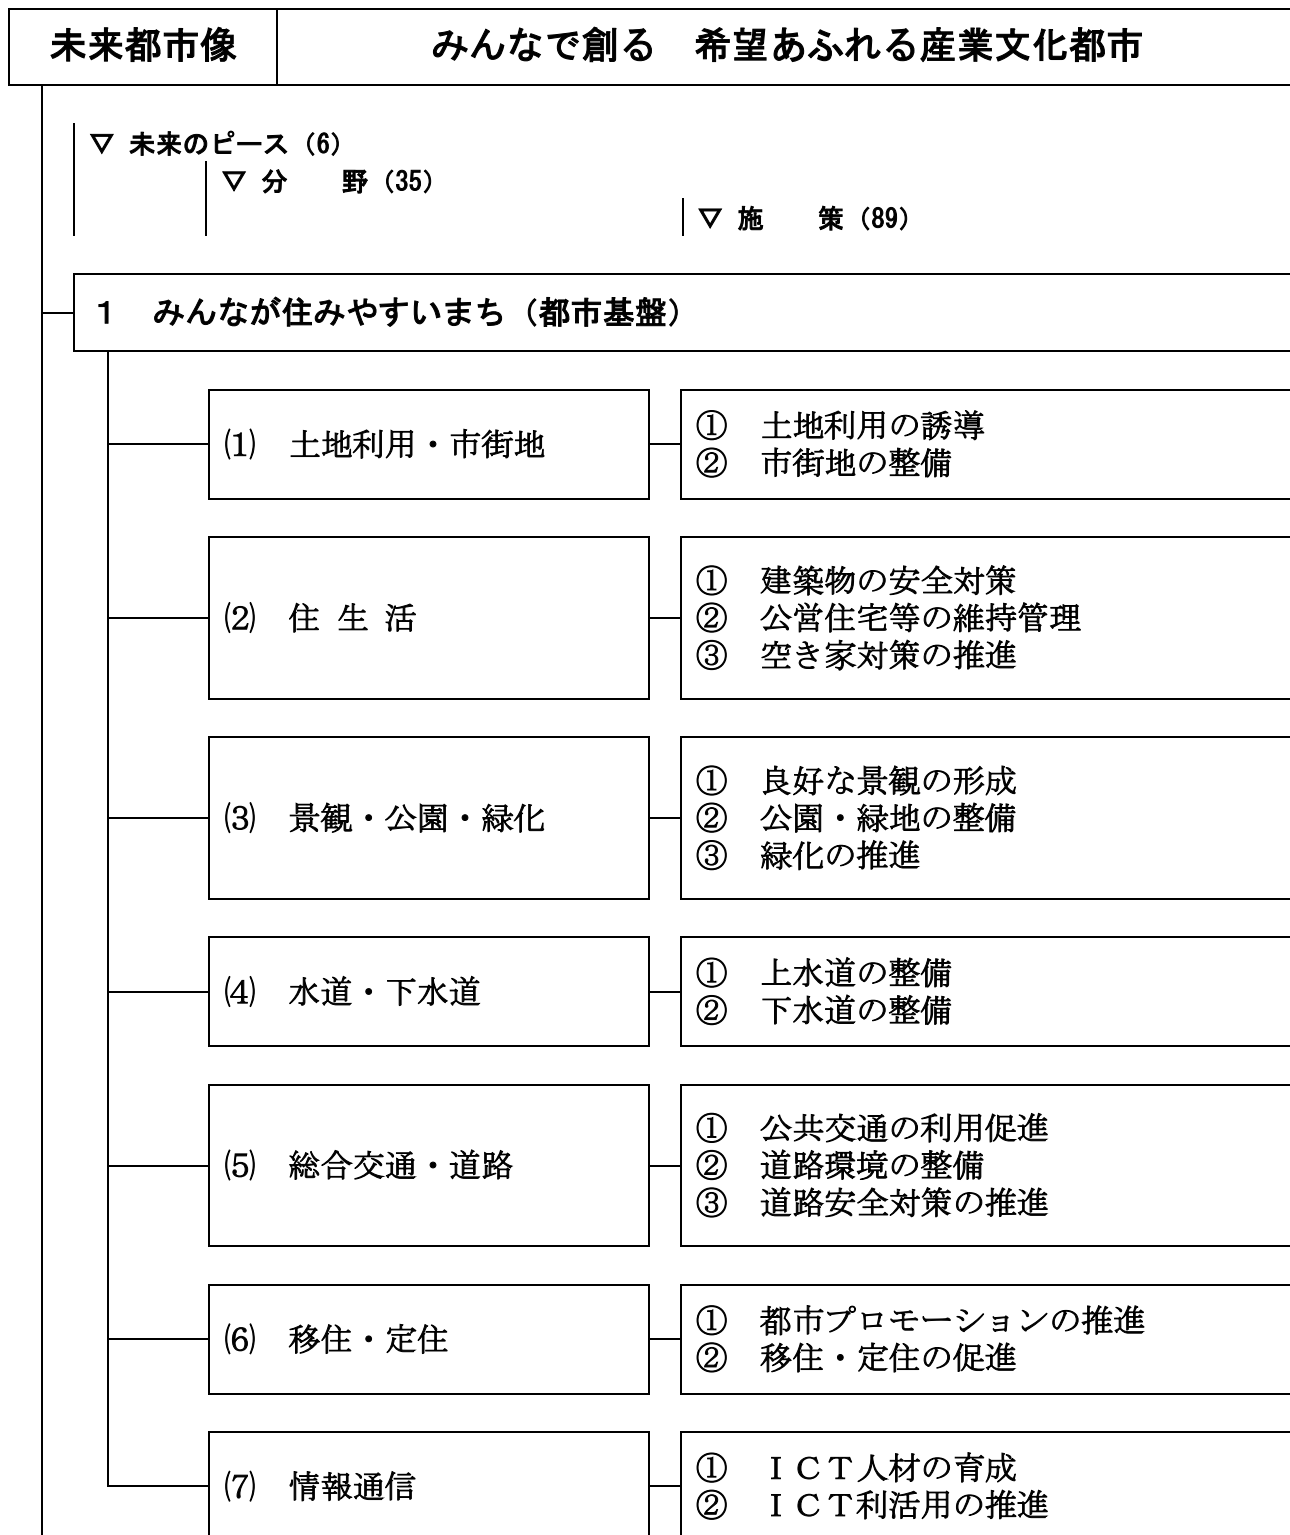 未来都市像
みんなで創る　希望あふれる産業文化都市
▽ 未来のピース（6）
▽ 分　　野（35）
▽ 施　　策（89）
１　みんなが住みやすいまち（都市基盤）
⑴　土地利用・市街地
①　土地利用の誘導
②　市街地の整備
⑵　住 生 活
①　建築物の安全対策
②　公営住宅等の維持管理
③　空き家対策の推進
⑶　景観・公園・緑化
①　良好な景観の形成
②　公園・緑地の整備
③　緑化の推進
⑷　水道・下水道
①　上水道の整備
②　下水道の整備
⑸　総合交通・道路
①　公共交通の利用促進
②　道路環境の整備
③　道路安全対策の推進
⑹　移住・定住
①　都市プロモーションの推進
②　移住・定住の促進
⑺　情報通信
①　ＩＣＴ人材の育成
②　ＩＣＴ利活用の推進